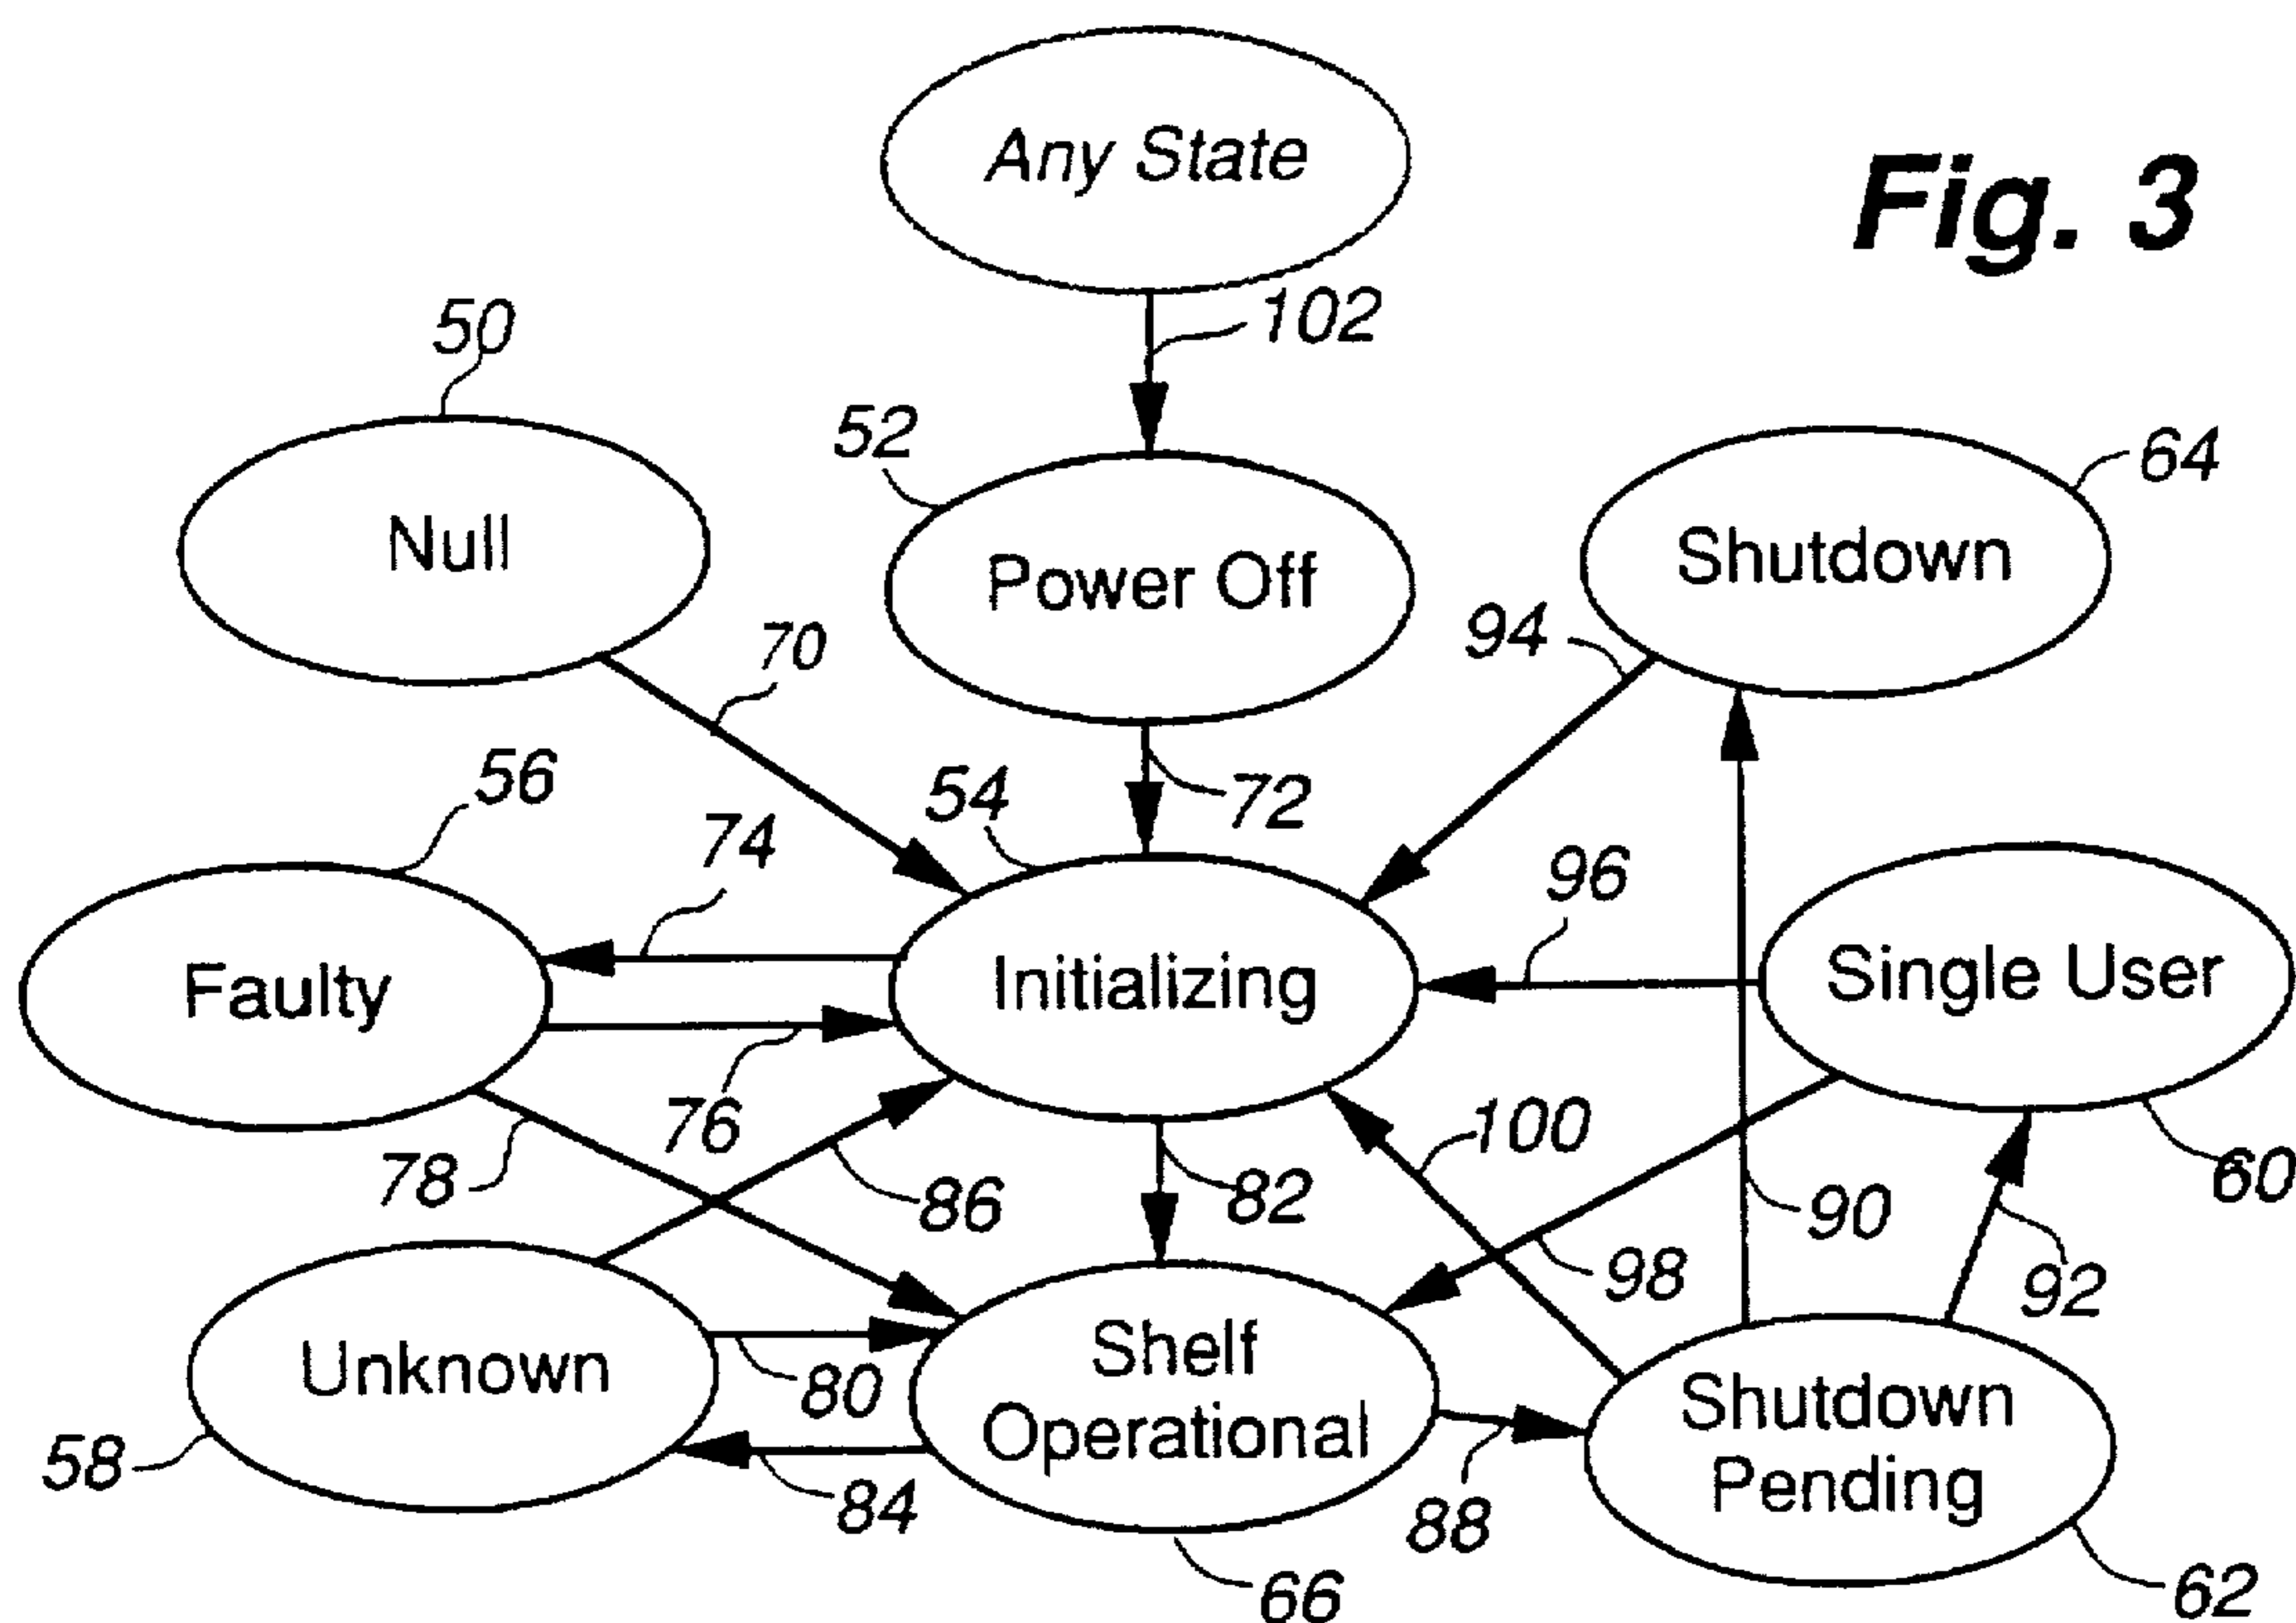 Any State
Fig. 3
102
50
52
64
Null
Power Off
Shutdown
94
70
56
54
72
74
96
Faulty
Initializing
Single User
76
100
78
86
82
90
60
98
92
Unknown
80
Shelf
Operational
Shutdown
Pending
58
84
88
66
62